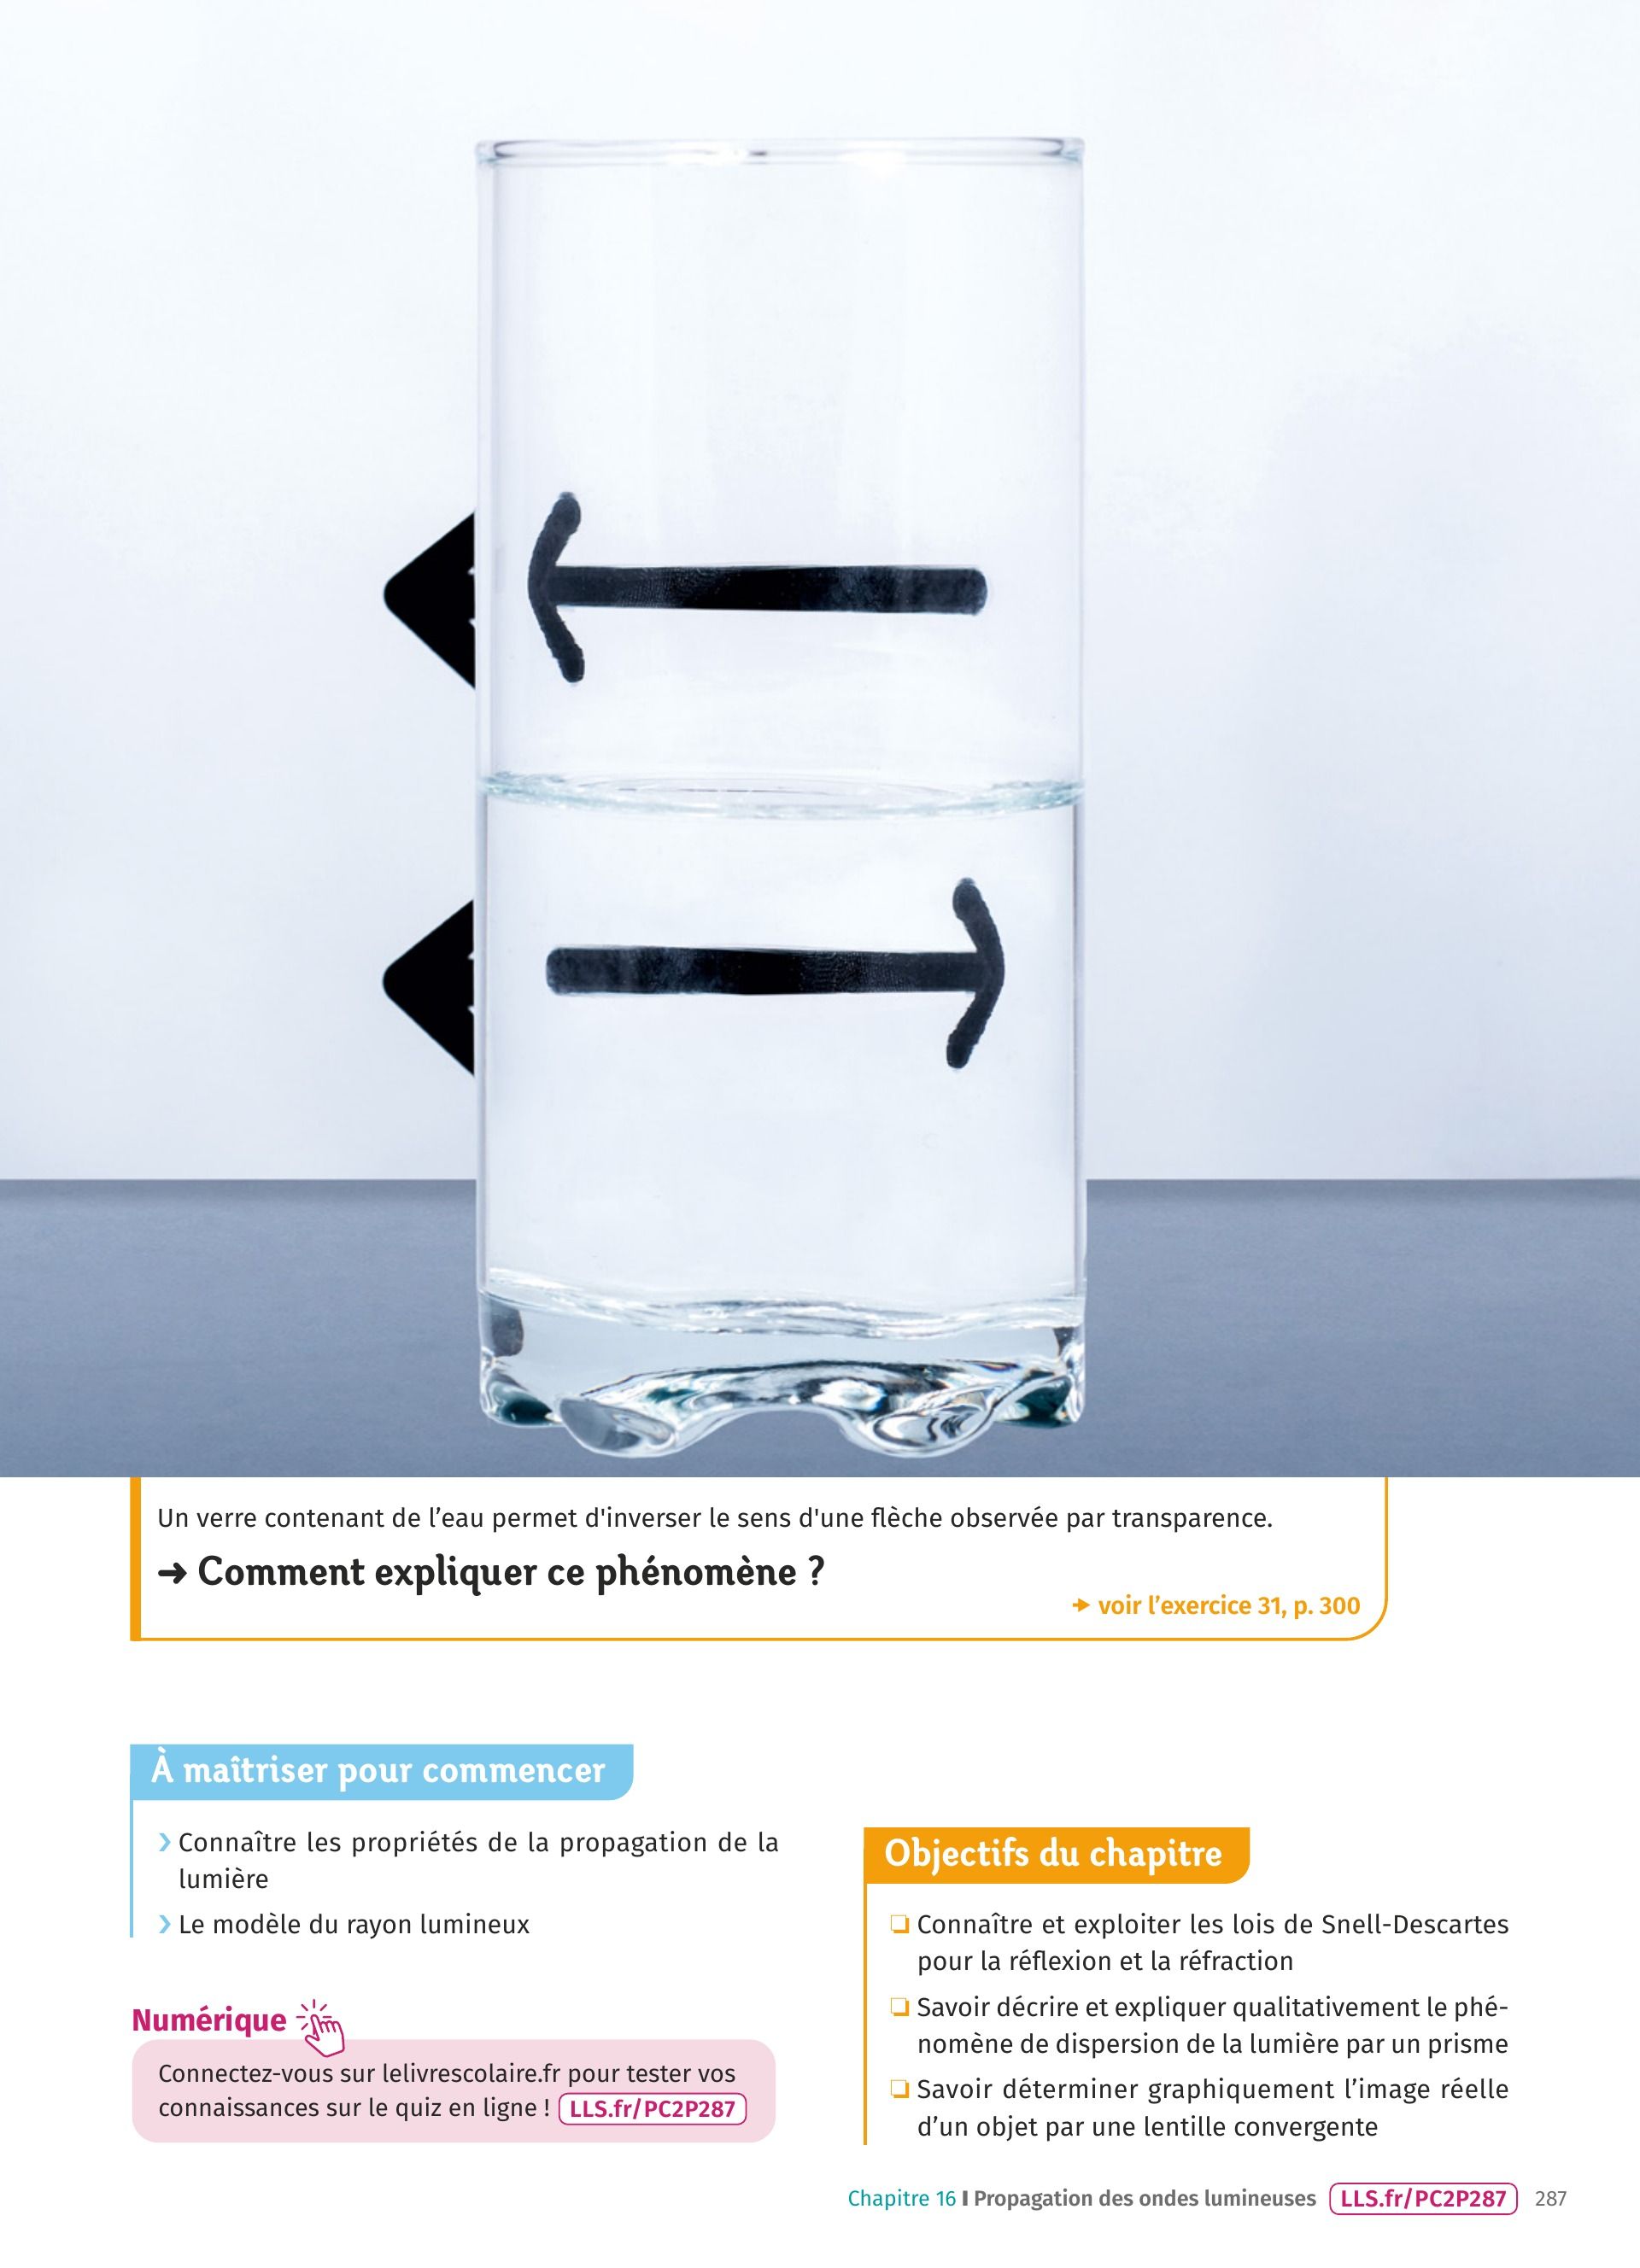 Un verre contenant de l’eau permet d'inverser le sens d'une flèche observée par transparence.
➜ Comment expliquer ce phénomène ?
➧ voir l’exercice 31, p. 300
À maîtriser pour commencer
❯ Connaître les propriétés de la propagation de la
lumière
❯ Le modèle du rayon lumineux
Numérique
Connectez-vous sur lelivrescolaire.fr pour tester vos
connaissances sur le quiz en ligne ! LLS.fr/PC2P287
Objectifs du chapitre
❏ Connaître et exploiter les lois de Snell-Descartes
pour la réflexion et la réfraction
❏ Savoir décrire et expliquer qualitativement le phé-
nomène de dispersion de la lumière par un prisme
❏ Savoir déterminer graphiquement l’image réelle
d’un objet par une lentille convergente
Chapitre 16 I Propagation des ondes lumineuses LLS.fr/PC2P287 287